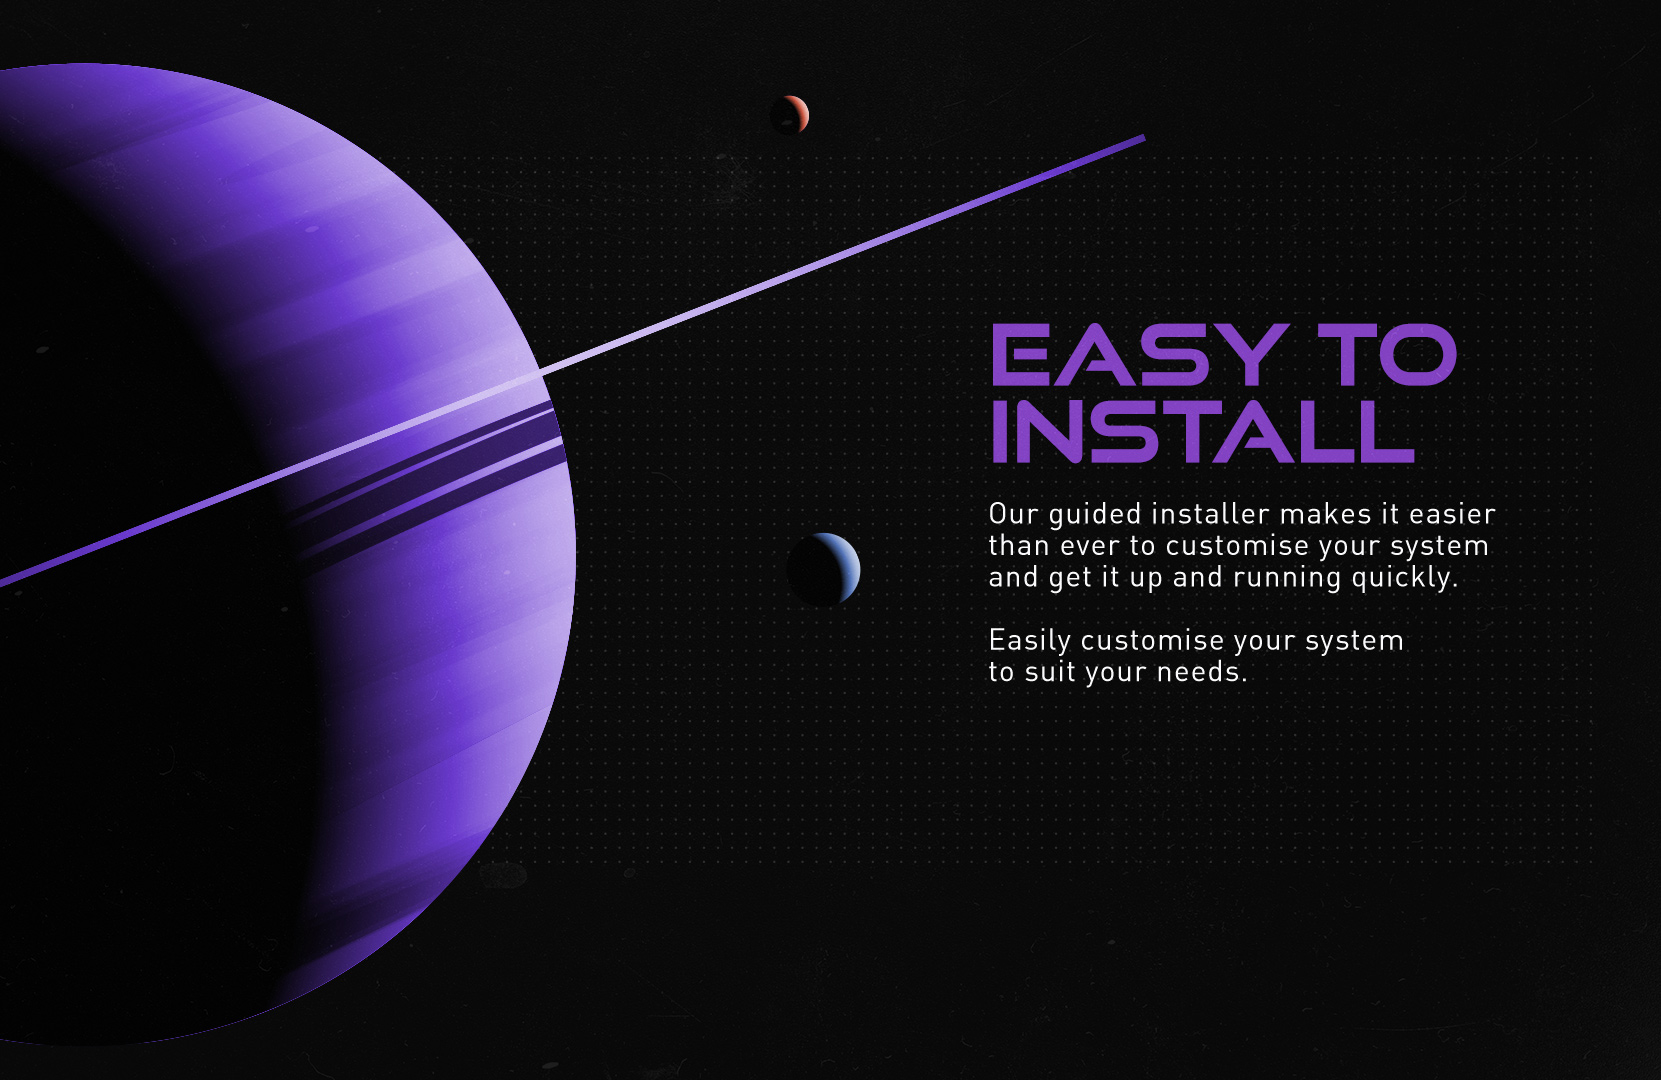 EASY TO
INSTALL
Our guided installer makes it easier
than ever to customise your system
and get it up and running quickly.
Easily customise your system
to suit your needs.